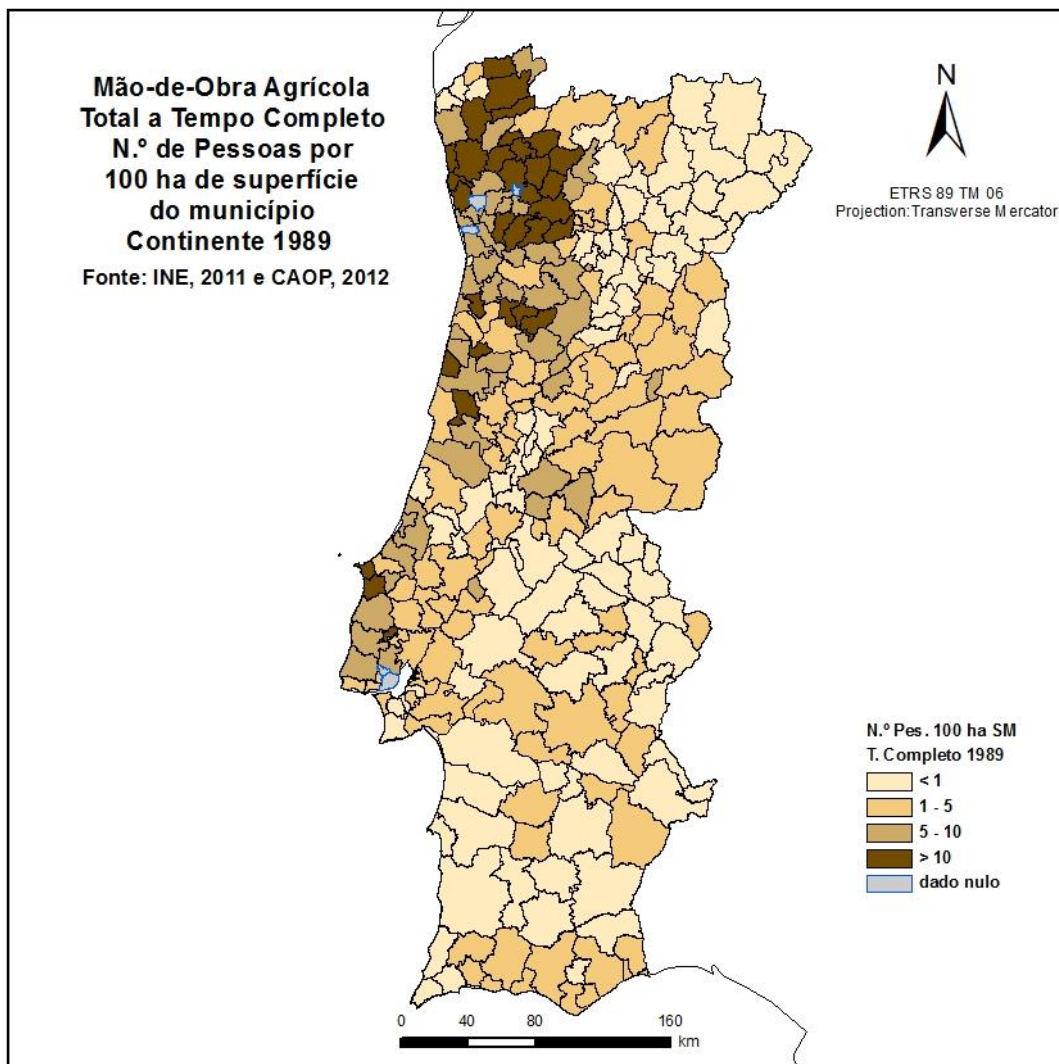 Mão-de-Obra Agrícola
Total a Tempo Completo
N.º de Pessoas por
100 ha de superfície
do município
Continente 1989
Fonte: INE, 2011 e CAOP, 2012
N
ETRS 89 TM 06
Projection: Transverse Mercator
N.º Pes. 100 ha SM
T. Completo 1989
< 1
1 - 5
5 - 10
> 10
dado nulo
0 40 80 160
km